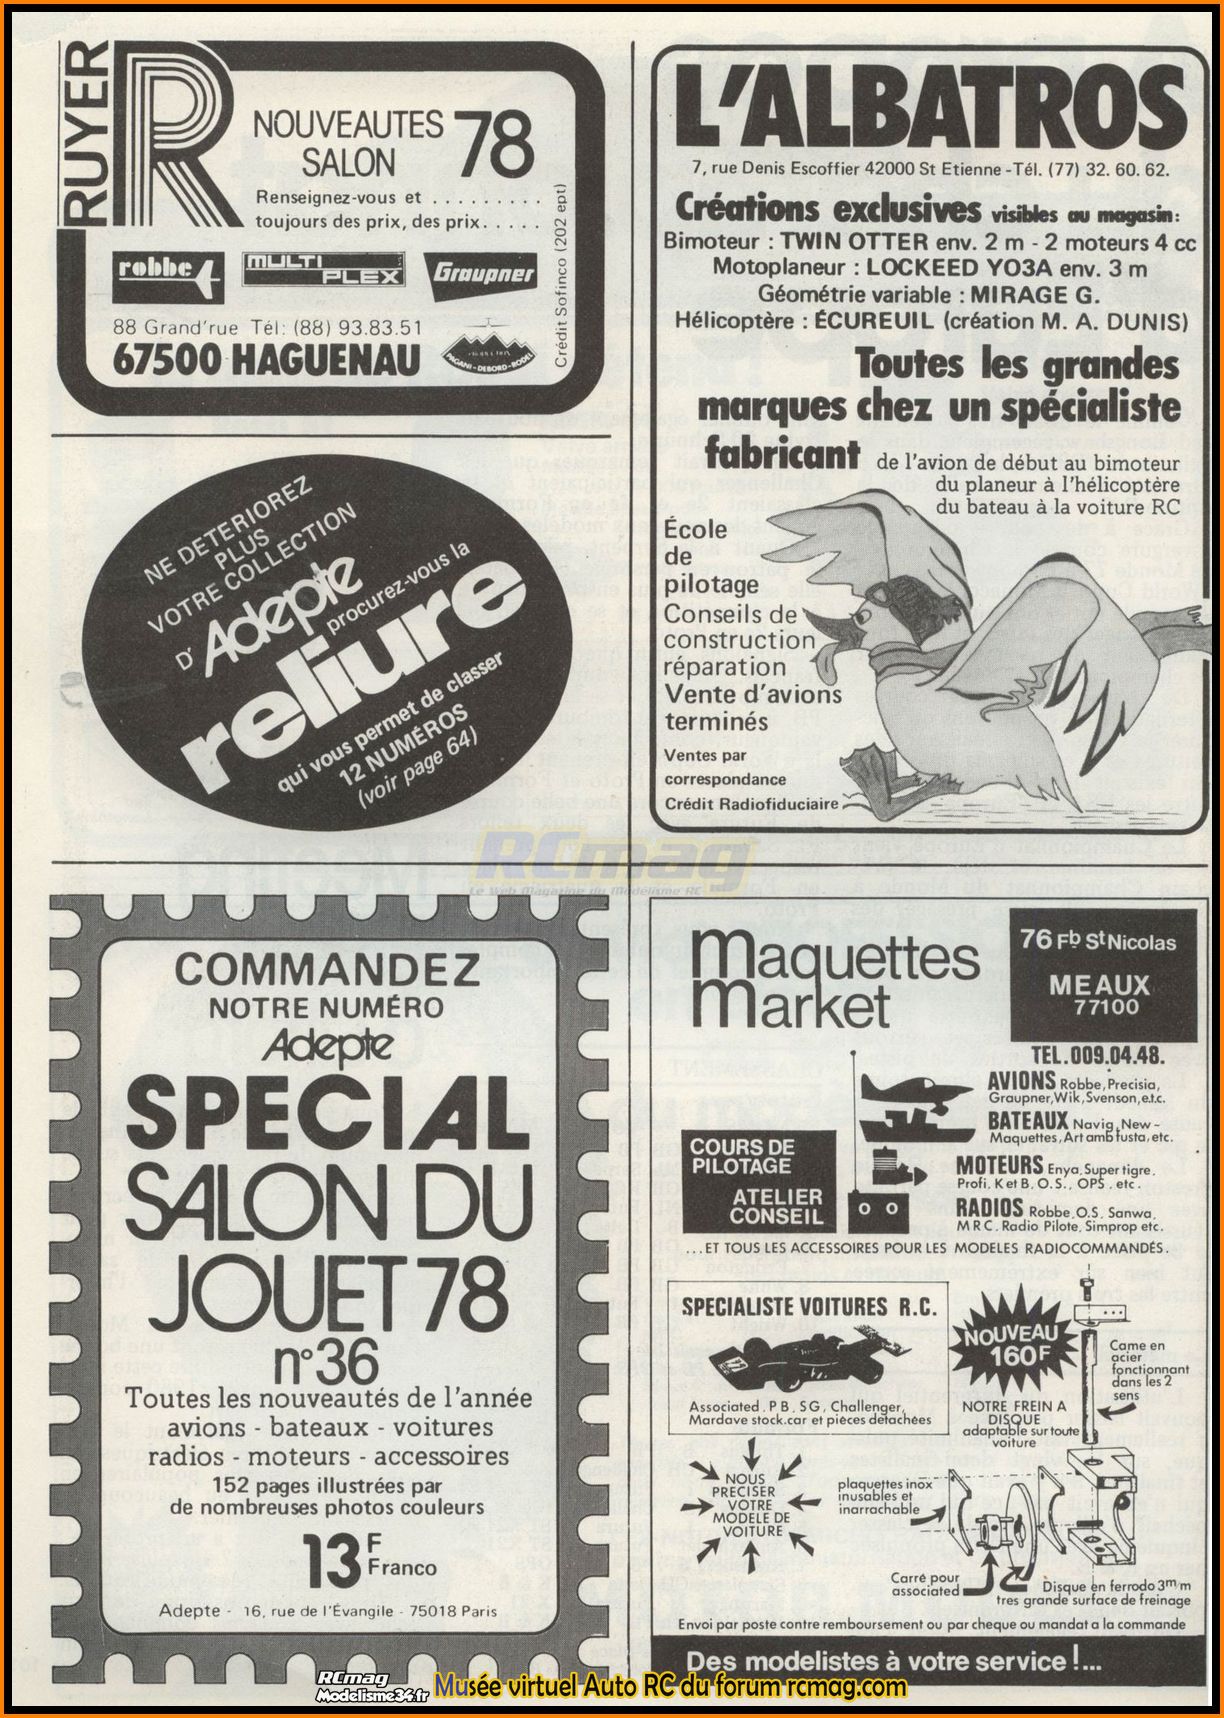 RUYER
R
NOUVEAUTES
SALON
78
Renseignez-vous et . . . . . . . . .
toujours des prix, des prix. . . . .
robbe
MULTI
PLEX
Graupner
88 Grand'rue Tél: (88) 93.83.51
67500 HAGUENAU
PAGANI-DEBORD-RODEL
Crédit Sofinco (202 ept)
L'ALBATROS
7, rue Denis Escoffier 42000 St Etienne - Tél. (77) 32. 60. 62.
Créations exclusives visibles au magasin:
Bimoteur : TWIN OTTER env. 2 m - 2 moteurs 4 cc
Motoplaneur : LOCKEED YO3A env. 3 m
Géométrie variable : MIRAGE G.
Hélicoptère : ÉCUREUIL (création M. A. DUNIS)
Toutes les grandes
marques chez un spécialiste
fabricant de l'avion de début au bimoteur
du planeur à l'hélicoptère
du bateau à la voiture RC
École
de
pilotage
Conseils de
construction
réparation
Vente d'avions
terminés
Ventes par
correspondance
Crédit Radiofiduciaire
NE DETERIOREZ
PLUS
VOTRE COLLECTION
D' Adepte
procurez-vous la
reliure
qui vous permet de classer
12 NUMÉROS
(voir page 64)
RCmag
Le Web Magazine du Modélisme RC
COMMANDEZ
NOTRE NUMÉRO
Adepte
SPECIAL
SALON DU
JOUET 78
n°36
Toutes les nouveautés de l'année
avions - bateaux - voitures
radios - moteurs - accessoires
152 pages illustrées par
de nombreuses photos couleurs
13 F
Franco
Adepte - 16, rue de l'Évangile - 75018 Paris
maquettes
market
76 Fb St Nicolas
MEAUX
77100
TEL.009.04.48.
AVIONS Robbe, Precisia,
Graupner, Wik, Svenson, e.t.c.
BATEAUX Navig, New-
Maquettes, Art amb fusta, etc.
MOTEURS Enya, Super tigre.
Profi. K et B. O.S., OPS, etc.
RADIOS Robbe, O.S. Sanwa,
MRC. Radio Pilote, Simprop etc.
COURS DE
PILOTAGE
ATELIER
CONSEIL
...ET TOUS LES ACCESSOIRES POUR LES MODELES RADIOCOMMANDÉS.
SPECIALISTE VOITURES R.C.
Associated. P B, S G, Challenger,
Mardave stock.car et pièces détachées
NOUVEAU
160F
NOTRE FREIN A
DISQUE
adaptable sur toute
voiture
Came en
acier
fonctionnant
dans les 2
sens
NOUS
PRECISER
VOTRE
MODELE DE
VOITURE
plaquettes inox
inusables et
inarrachable
Carré pour
associated
Disque en ferrodo 3m/m
tres grande surface de freinage
Envoi par poste contre remboursement ou par cheque ou mandat a la commande
Des modelistes à votre service !...
RCmag
Modelisme34.fr
Musée virtuel Auto RC du forum rcmag.com